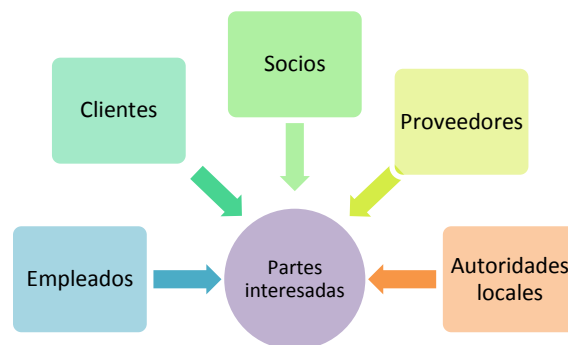 Socios
Clientes
Proveedores
Empleados
Partes
interesadas
Autoridades
locales